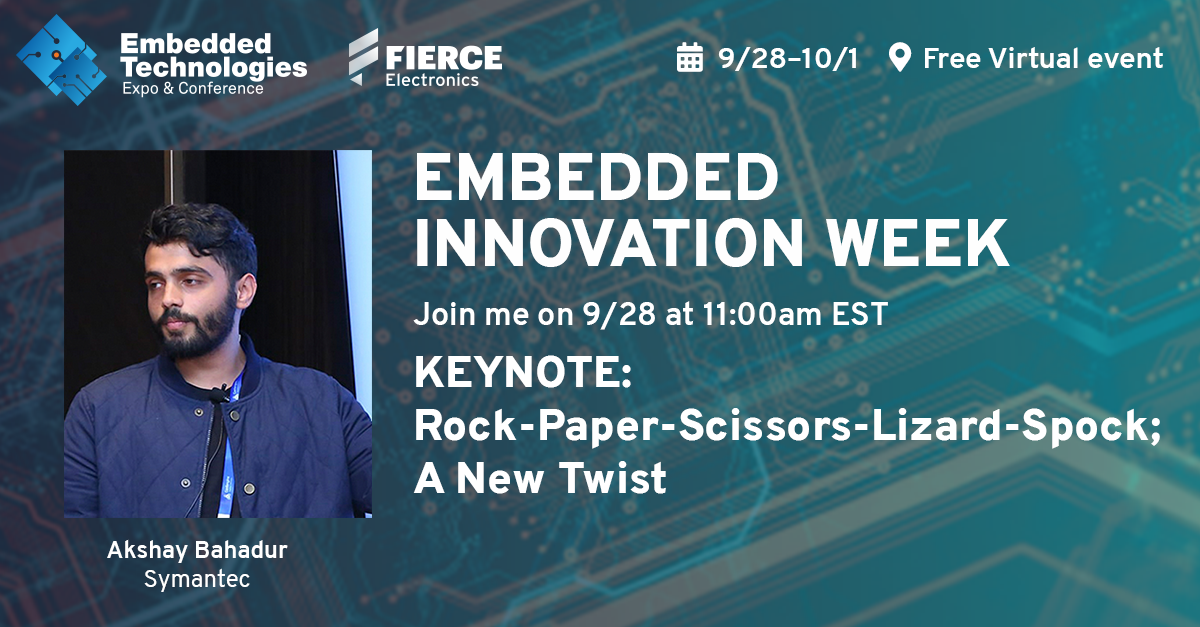 Embedded
Technologies
Expo & Conference
FIERCE
Electronics
9/28–10/1
Free Virtual event
EMBEDDED
INNOVATION WEEK
Join me on 9/28 at 11:00am EST
KEYNOTE:
Rock-Paper-Scissors-Lizard-Spock;
A New Twist
Akshay Bahadur
Symantec